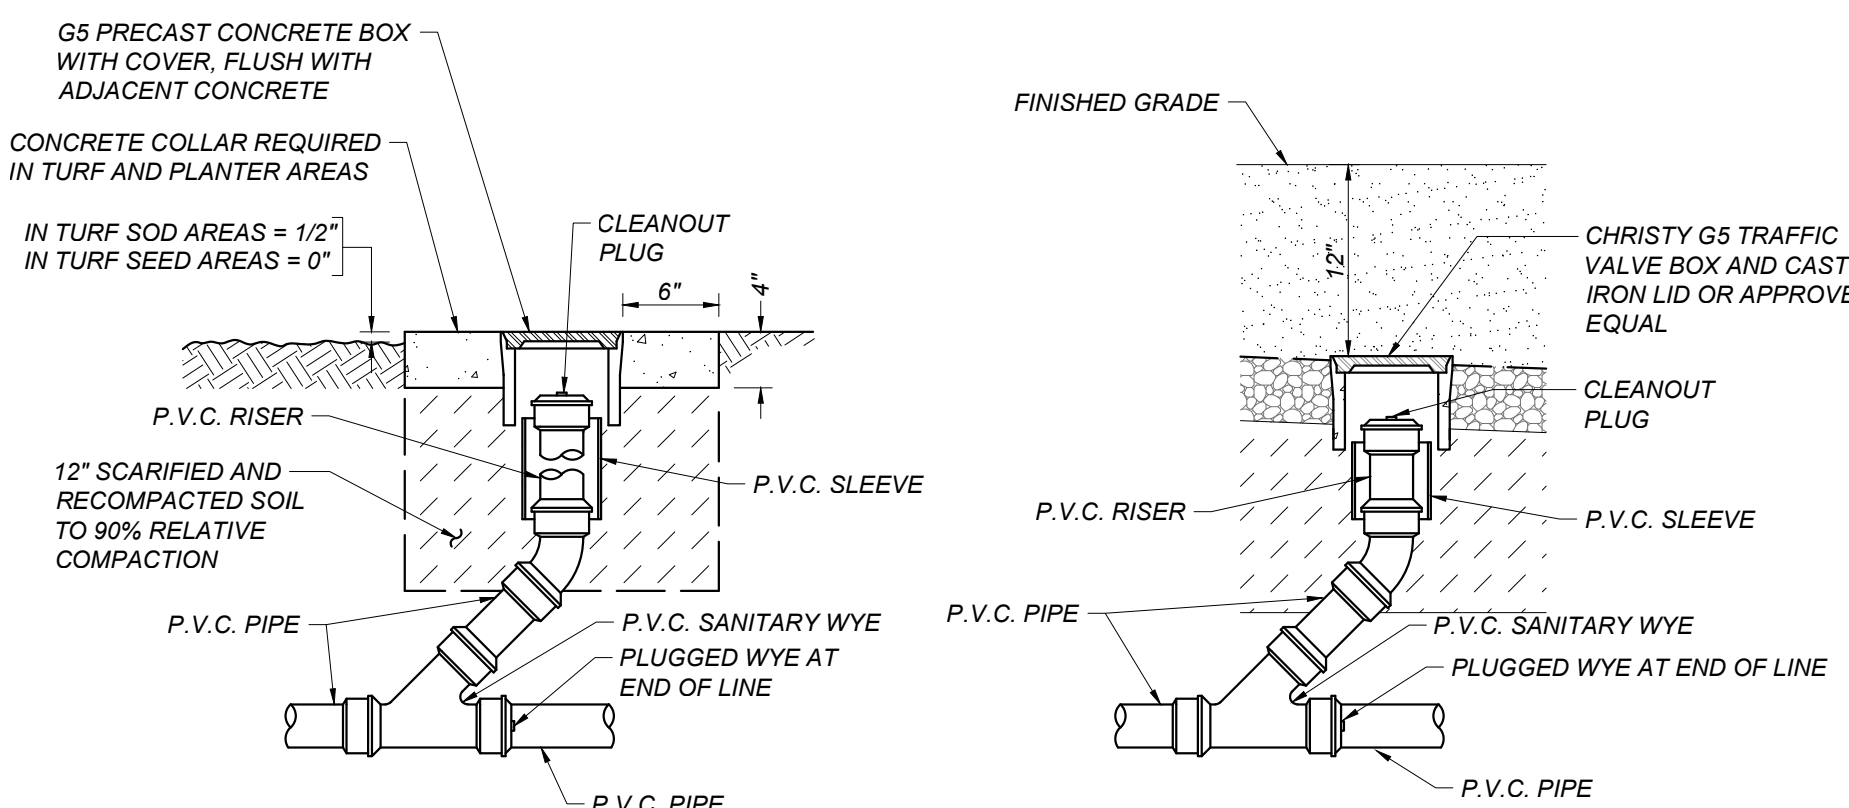 G5 PRECAST CONCRETE BOX
WITH COVER, FLUSH WITH
ADJACENT CONCRETE
CONCRETE COLLAR REQUIRED
IN TURF AND PLANTER AREAS
IN TURF SOD AREAS = 1/2"
IN TURF SEED AREAS = 0"
CLEANOUT
PLUG
6"
4"
P.V.C. RISER
12" SCARIFIED AND
RECOMPACTED SOIL
TO 90% RELATIVE
COMPACTION
P.V.C. SLEEVE
P.V.C. PIPE
P.V.C. SANITARY WYE
PLUGGED WYE AT
END OF LINE
P.V.C. PIPE
FINISHED GRADE
12"
CHRISTY G5 TRAFFIC
VALVE BOX AND CAST
IRON LID OR APPROVE
EQUAL
CLEANOUT
PLUG
P.V.C. RISER
P.V.C. SLEEVE
P.V.C. PIPE
P.V.C. SANITARY WYE
PLUGGED WYE AT END OF LINE
P.V.C. PIPE